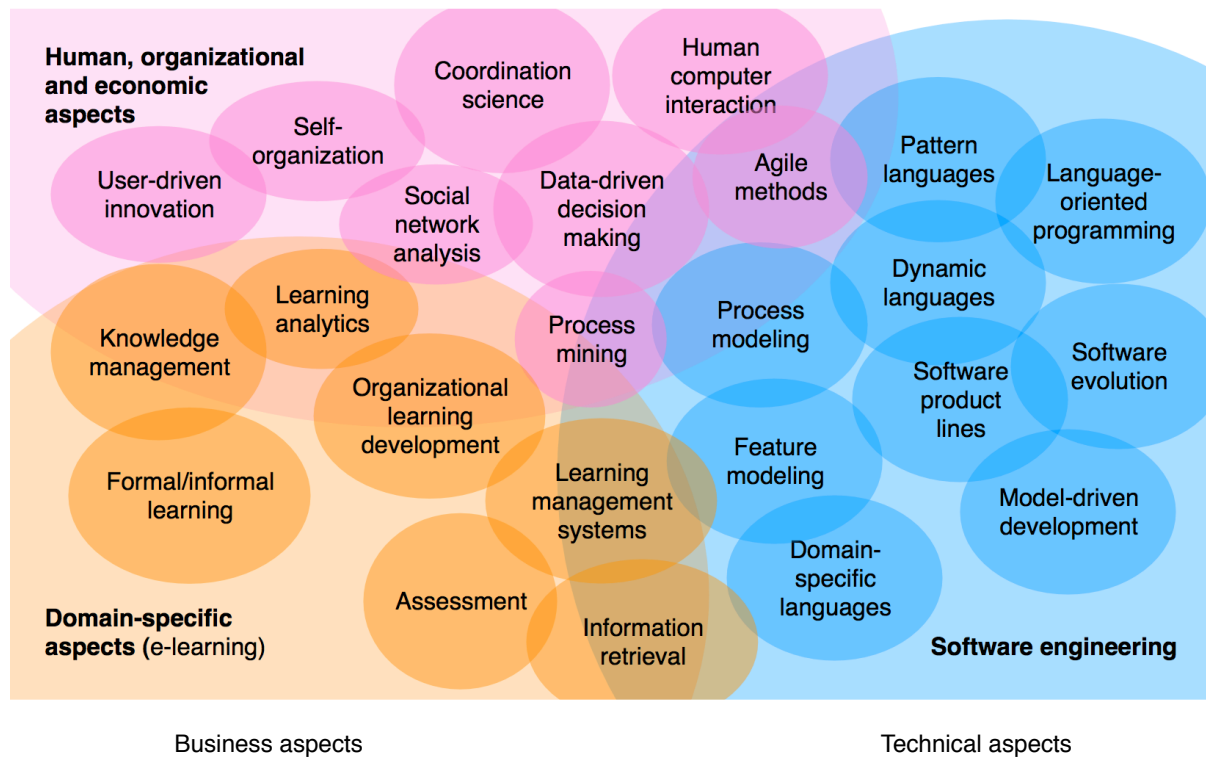 Human, organizational
and economic
aspects
Coordination
science
Human
computer
interaction
Self-
organization
User-driven
innovation
Social
network
analysis
Data-driven
decision
making
Agile
methods
Pattern
languages
Language-
oriented
programming
Dynamic
languages
Learning
analytics
Knowledge
management
Process
mining
Process
modeling
Software
evolution
Software
product
lines
Organizational
learning
development
Formal/informal
learning
Learning
management
systems
Feature
modeling
Model-driven
development
Domain-
specific
languages
Assessment
Information
retrieval
Domain-specific
aspects (e-learning)
Software engineering
Business aspects
Technical aspects